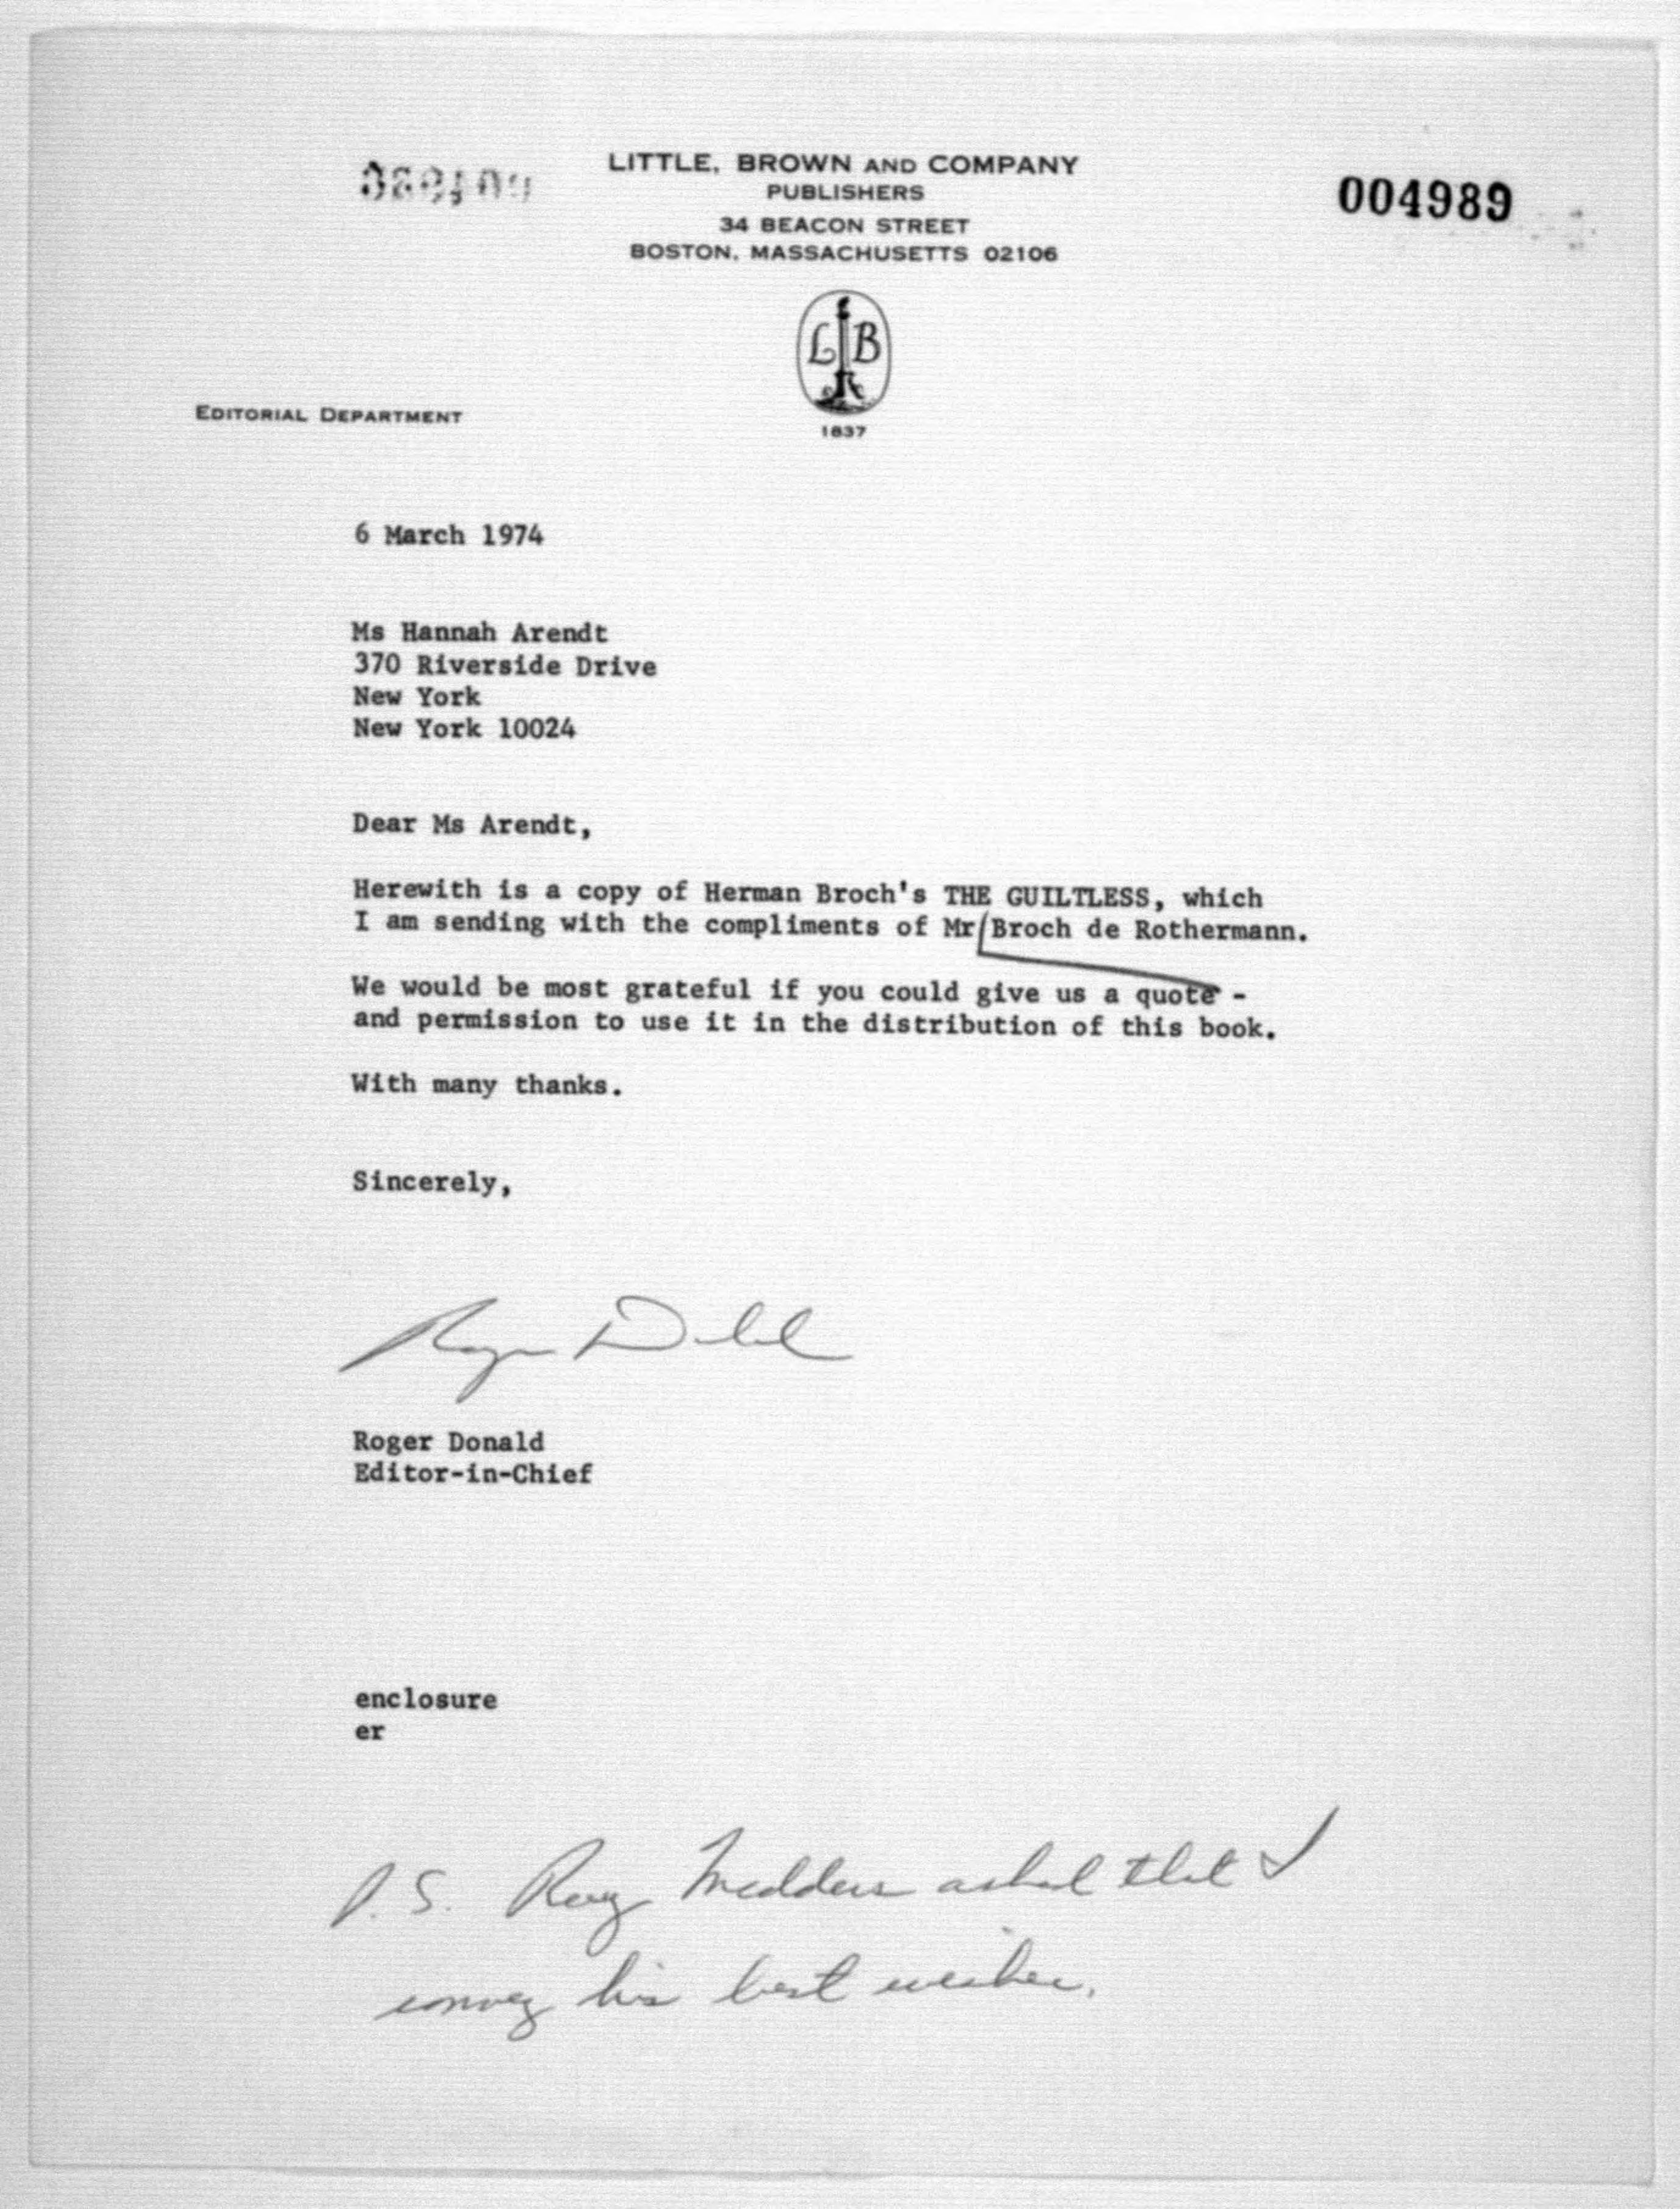 LITTLE, BROWN AND COMPANY
PUBLISHERS
34 BEACON STREET
BOSTON, MASSACHUSETTS 02106
004989
L B
1837
EDITORIAL DEPARTMENT
6 March 1974
Ms Hannah Arendt
370 Riverside Drive
New York
New York 10024
Dear Ms Arendt,
Herewith is a copy of Herman Broch's THE GUILTLESS, which
I am sending with the compliments of Mr Broch de Rothermann.
We would be most grateful if you could give us a quote -
and permission to use it in the distribution of this book.
With many thanks.
Sincerely,
Roger Donald
Roger Donald
Editor-in-Chief
enclosure
er
P.S. asked that I
convey his best wishes.